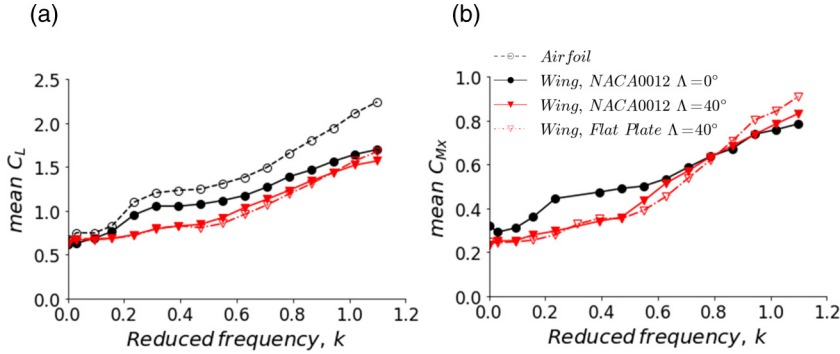 (a)
(b)
Airfoil
Wing, NACA0012 Λ=0°
Wing, NACA0012 Λ=40°
Wing, Flat Plate Λ=40°
2.5
2.0
1.5
1.0
0.5
0.0
mean C_L
0.0 0.2 0.4 0.6 0.8 1.0 1.2
Reduced frequency, k
1.0
0.8
0.6
0.4
0.2
0.0
mean C_Mx
0.0 0.2 0.4 0.6 0.8 1.0 1.2
Reduced frequency, k